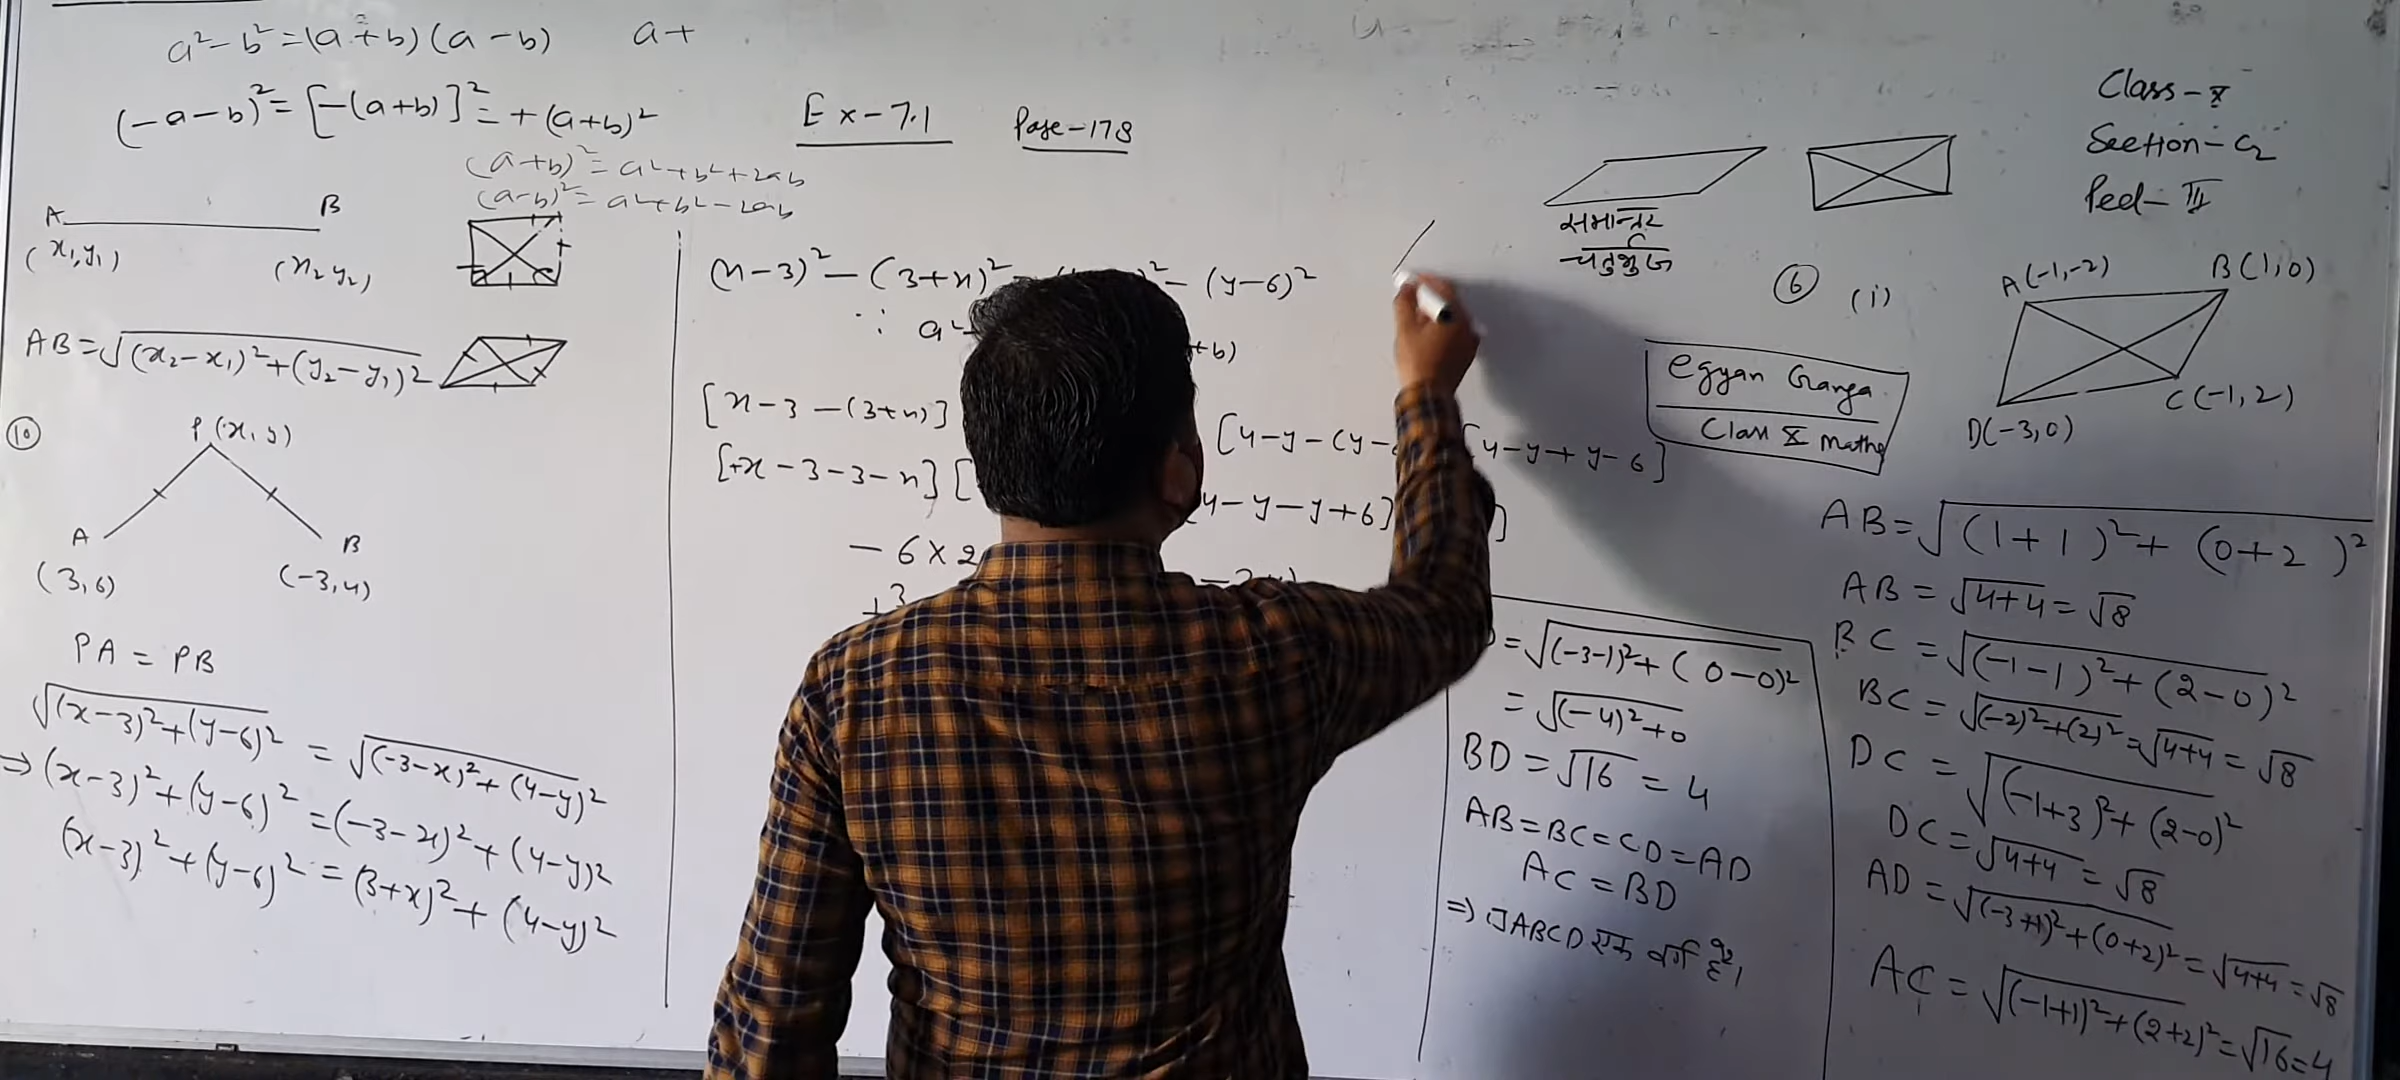 a²-b²=(a+b)(a-b) a+
(-a-b)²=[-(a+b)]²=+(a+b)²
(a+b)²=a²+b²+2ab
(a-b)²=a²+b²-2ab
A B
(x₁,y₁) (x₂ y₂)
AB=√(x₂-x₁)²+(y₂-y₁)²
⑩ P(x,y)
A B
(3,6) (-3,4)
PA = PB
√(x-3)²+(y-6)² = √(-3-x)²+(4-y)²
⇒(x-3)²+(y-6)²=(-3-x)²+(4-y)²
(x-3)²+(y-6)²=(3+x)²+(4-y)²
Ex-7.1 Page-178
(x-3)²-(3+x)² ² - (y-6)²
∵ a²
+b)
[x-3-(3+x)]
[4-y-(y- 4-y+y-6]
[+x-3-3-x][
4-y-y+6] ]
-6×2
+3
=√(-3-1)²+(0-0)²
=√(-4)²+0
BD=√16=4
AB=BC=CD=AD
AC=BD
⇒□ABCD एक वर्ग है।
समान्तर
चतुर्भुज
Class-X
Section-G
Peed-III
⑥ (i)
A(-1,-2) B(1,0)
D(-3,0) C(-1,2)
egyan Ganga
Class X Maths
AB=√(1+1)²+(0+2)²
AB=√4+4=√8
BC=√(-1-1)²+(2-0)²
BC=√(-2)²+(2)²=√4+4=√8
DC=√(-1+3)²+(2-0)²
DC=√4+4=√8
AD=√(-3+1)²+(0+2)²=√4+4=√8
AC=√(-1+1)²+(2+2)²=√16=4